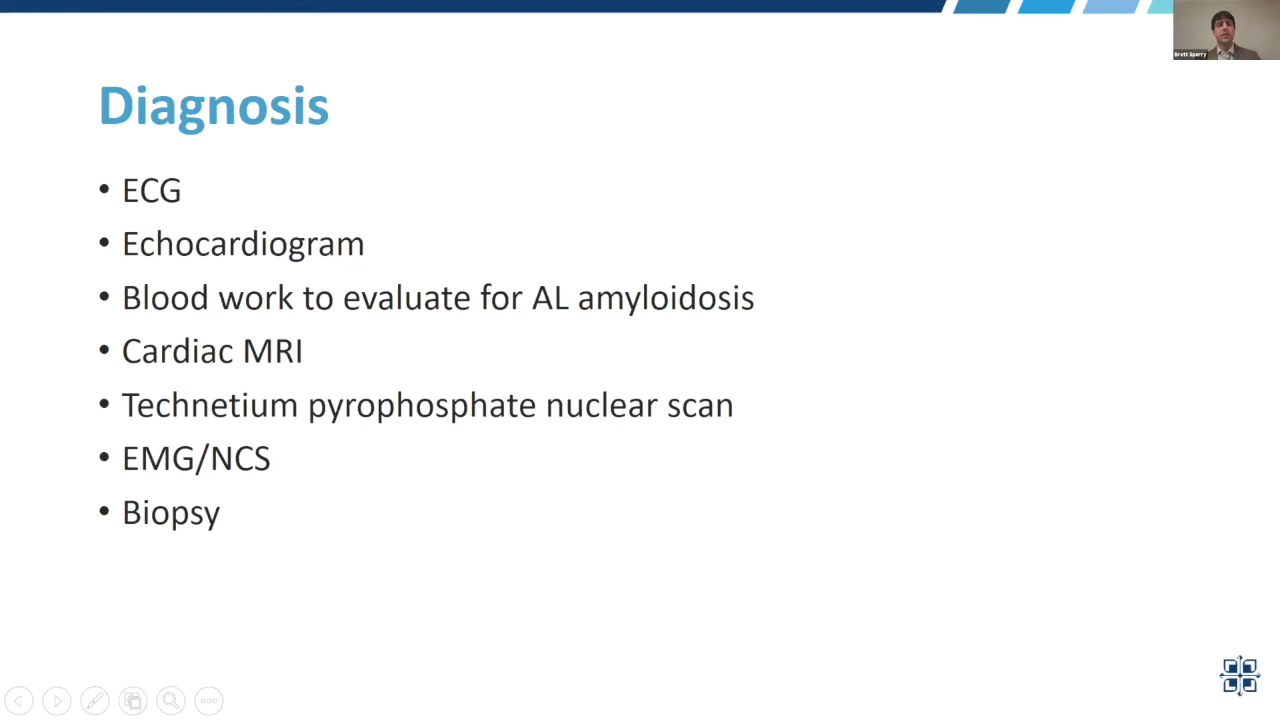 Brett Sperry
Diagnosis
• ECG
• Echocardiogram
• Blood work to evaluate for AL amyloidosis
• Cardiac MRI
• Technetium pyrophosphate nuclear scan
• EMG/NCS
• Biopsy